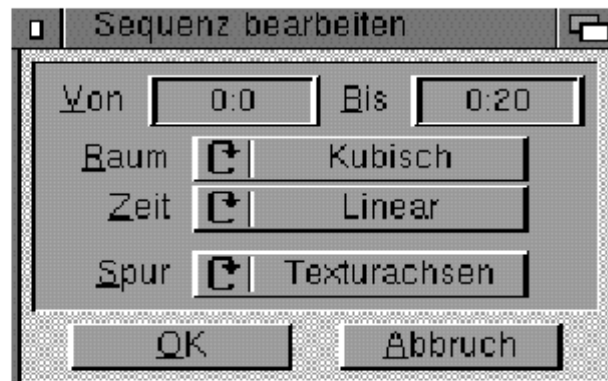 Sequenz bearbeiten
Von 0:0 Bis 0:20
Raum Kubisch
Zeit Linear
Spur Texturachsen
OK Abbruch